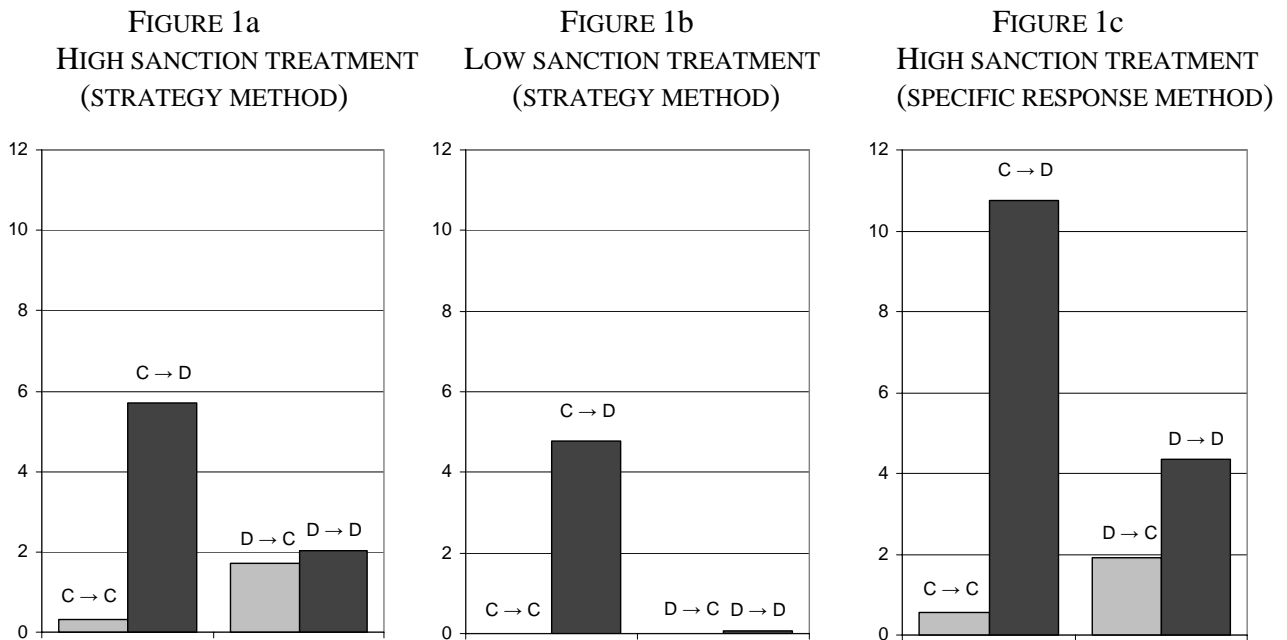 FIGURE 1a
HIGH SANCTION TREATMENT
(STRATEGY METHOD)
12
10
8
6
4
2
0
C → C
C → D
D → C
D → D
FIGURE 1b
LOW SANCTION TREATMENT
(STRATEGY METHOD)
12
10
8
6
4
2
0
C → C
C → D
D → C
D → D
FIGURE 1c
HIGH SANCTION TREATMENT
(SPECIFIC RESPONSE METHOD)
12
10
8
6
4
2
0
C → C
C → D
D → C
D → D